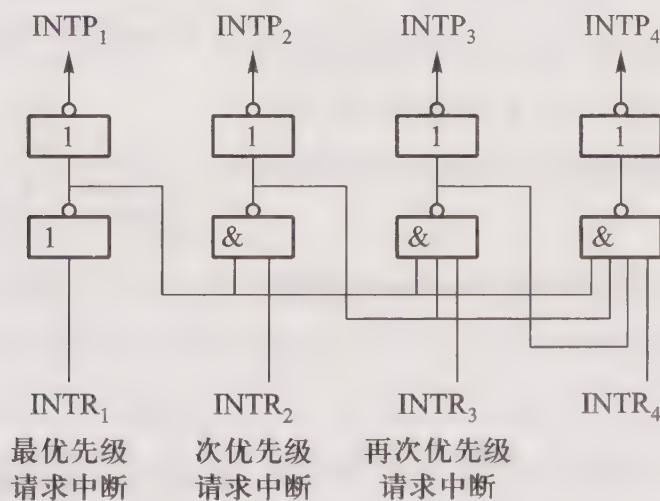 INTP₁ INTP₂ INTP₃ INTP₄
1 1 1 1
1 & & &
INTR₁ INTR₂ INTR₃ INTR₄
最优先级 次优先级 再次优先级
请求中断 请求中断 请求中断